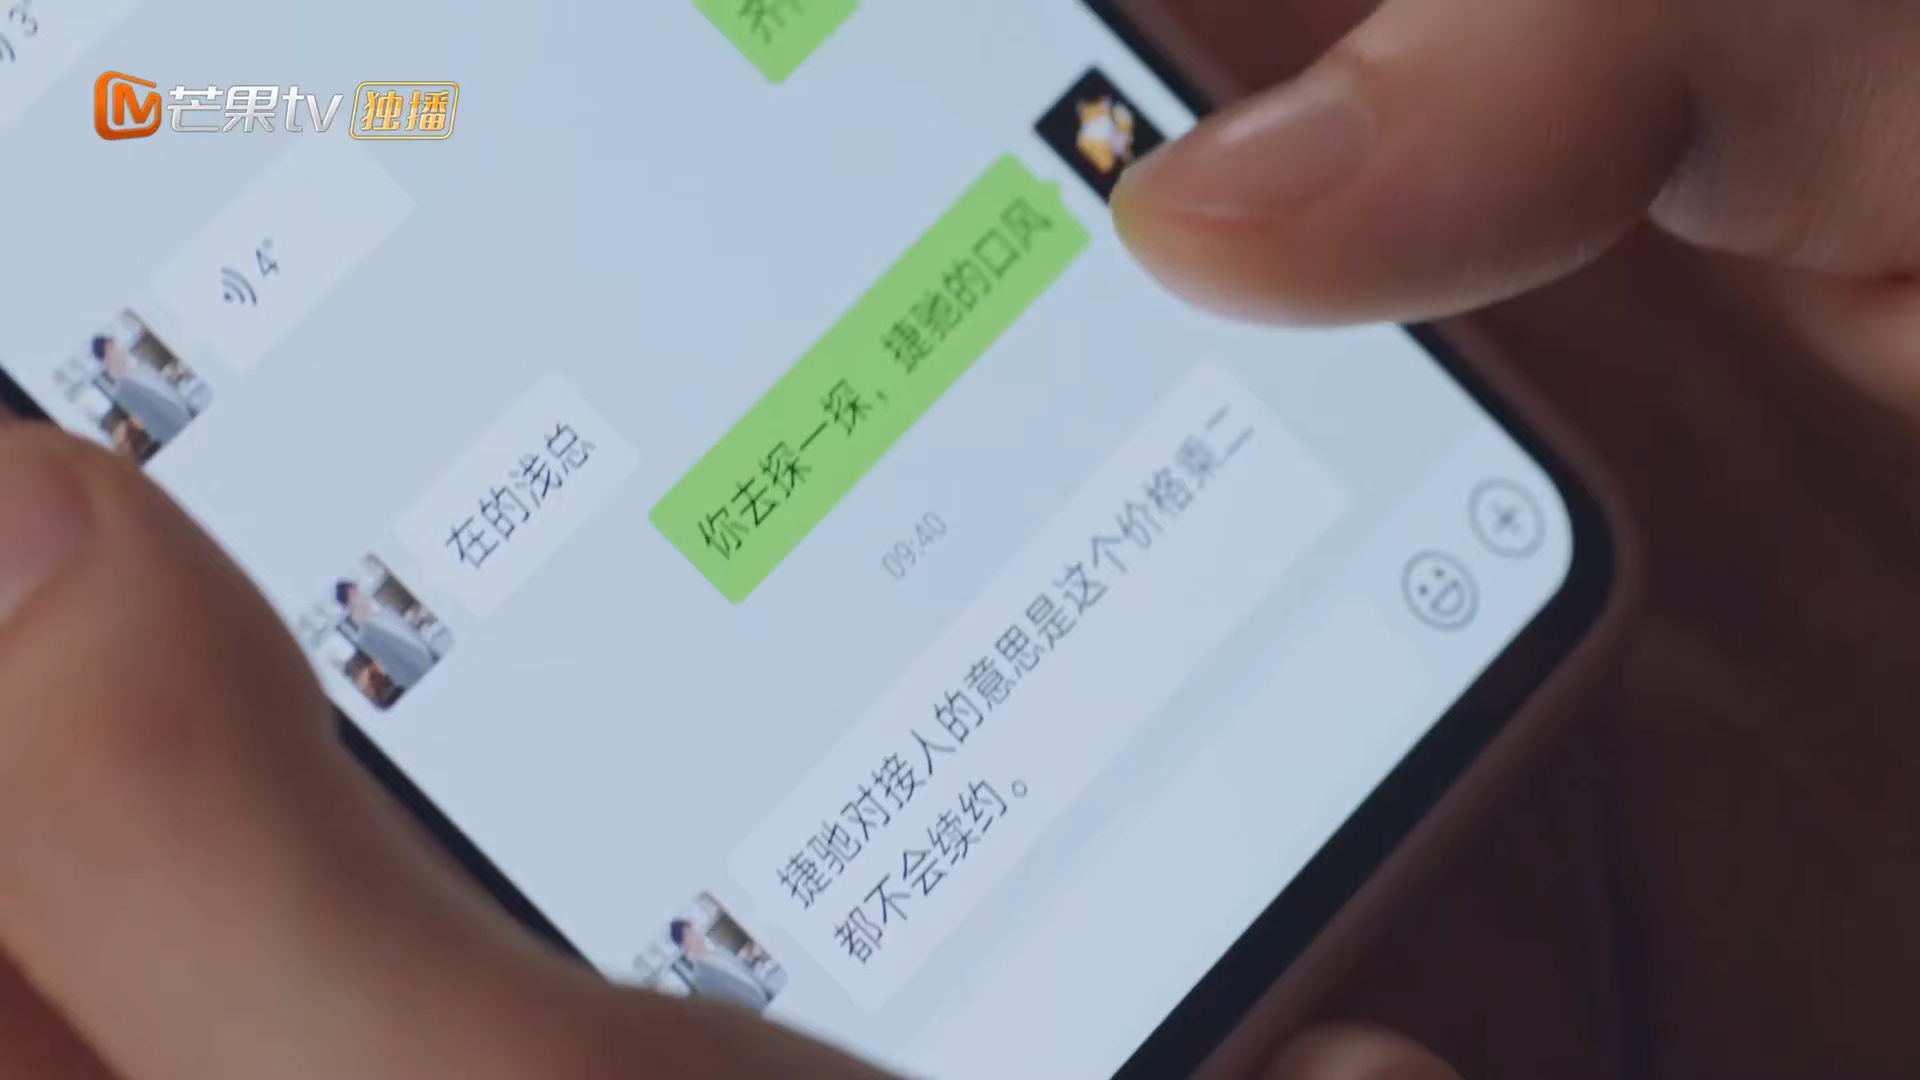 3"
芒果tv 独播
4"
在的浅总
你去探一探，捷驰的口风
09:40
捷驰对接人的意思是这个价格乘二
都不会续约。